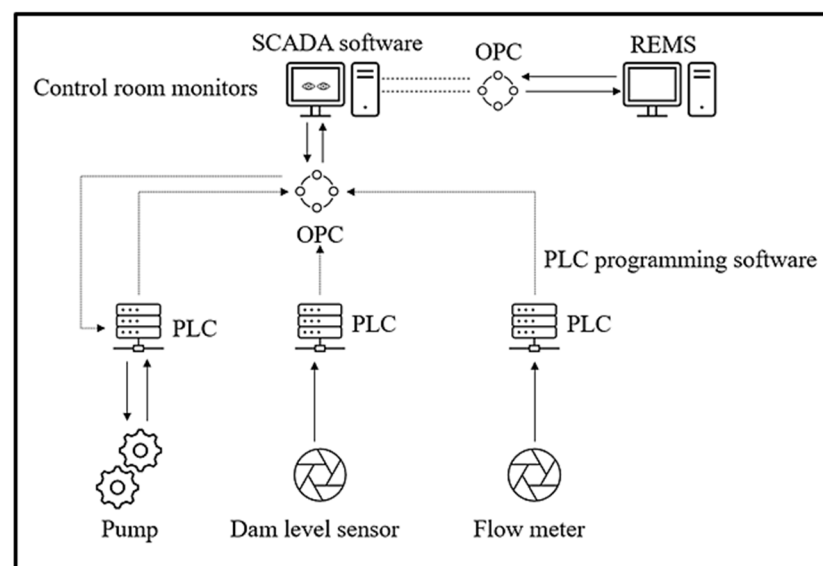 SCADA software
OPC
REMS
Control room monitors
OPC
PLC programming software
PLC
PLC
PLC
Pump
Dam level sensor
Flow meter